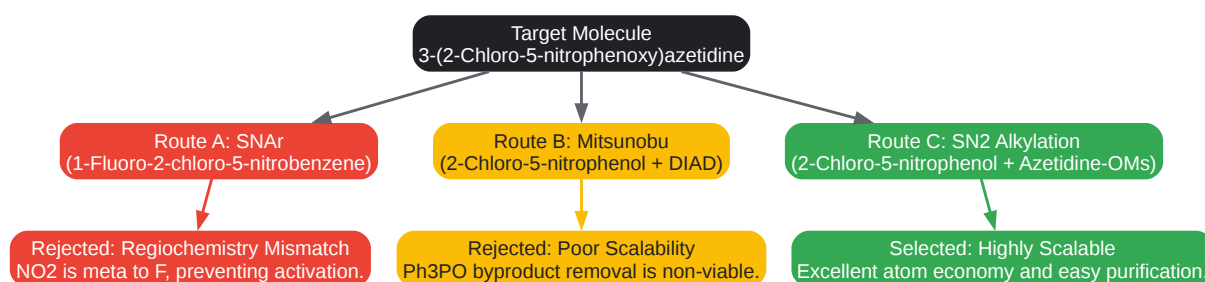 Target Molecule
3-(2-Chloro-5-nitrophenoxy)azetidine
Route A: SNAr
(1-Fluoro-2-chloro-5-nitrobenzene)
Route B: Mitsunobu
(2-Chloro-5-nitrophenol + DIAD)
Route C: SN2 Alkylation
(2-Chloro-5-nitrophenol + Azetidine-OMs)
Rejected: Regiochemistry Mismatch
NO2 is meta to F, preventing activation.
Rejected: Poor Scalability
Ph3PO byproduct removal is non-viable.
Selected: Highly Scalable
Excellent atom economy and easy purification.